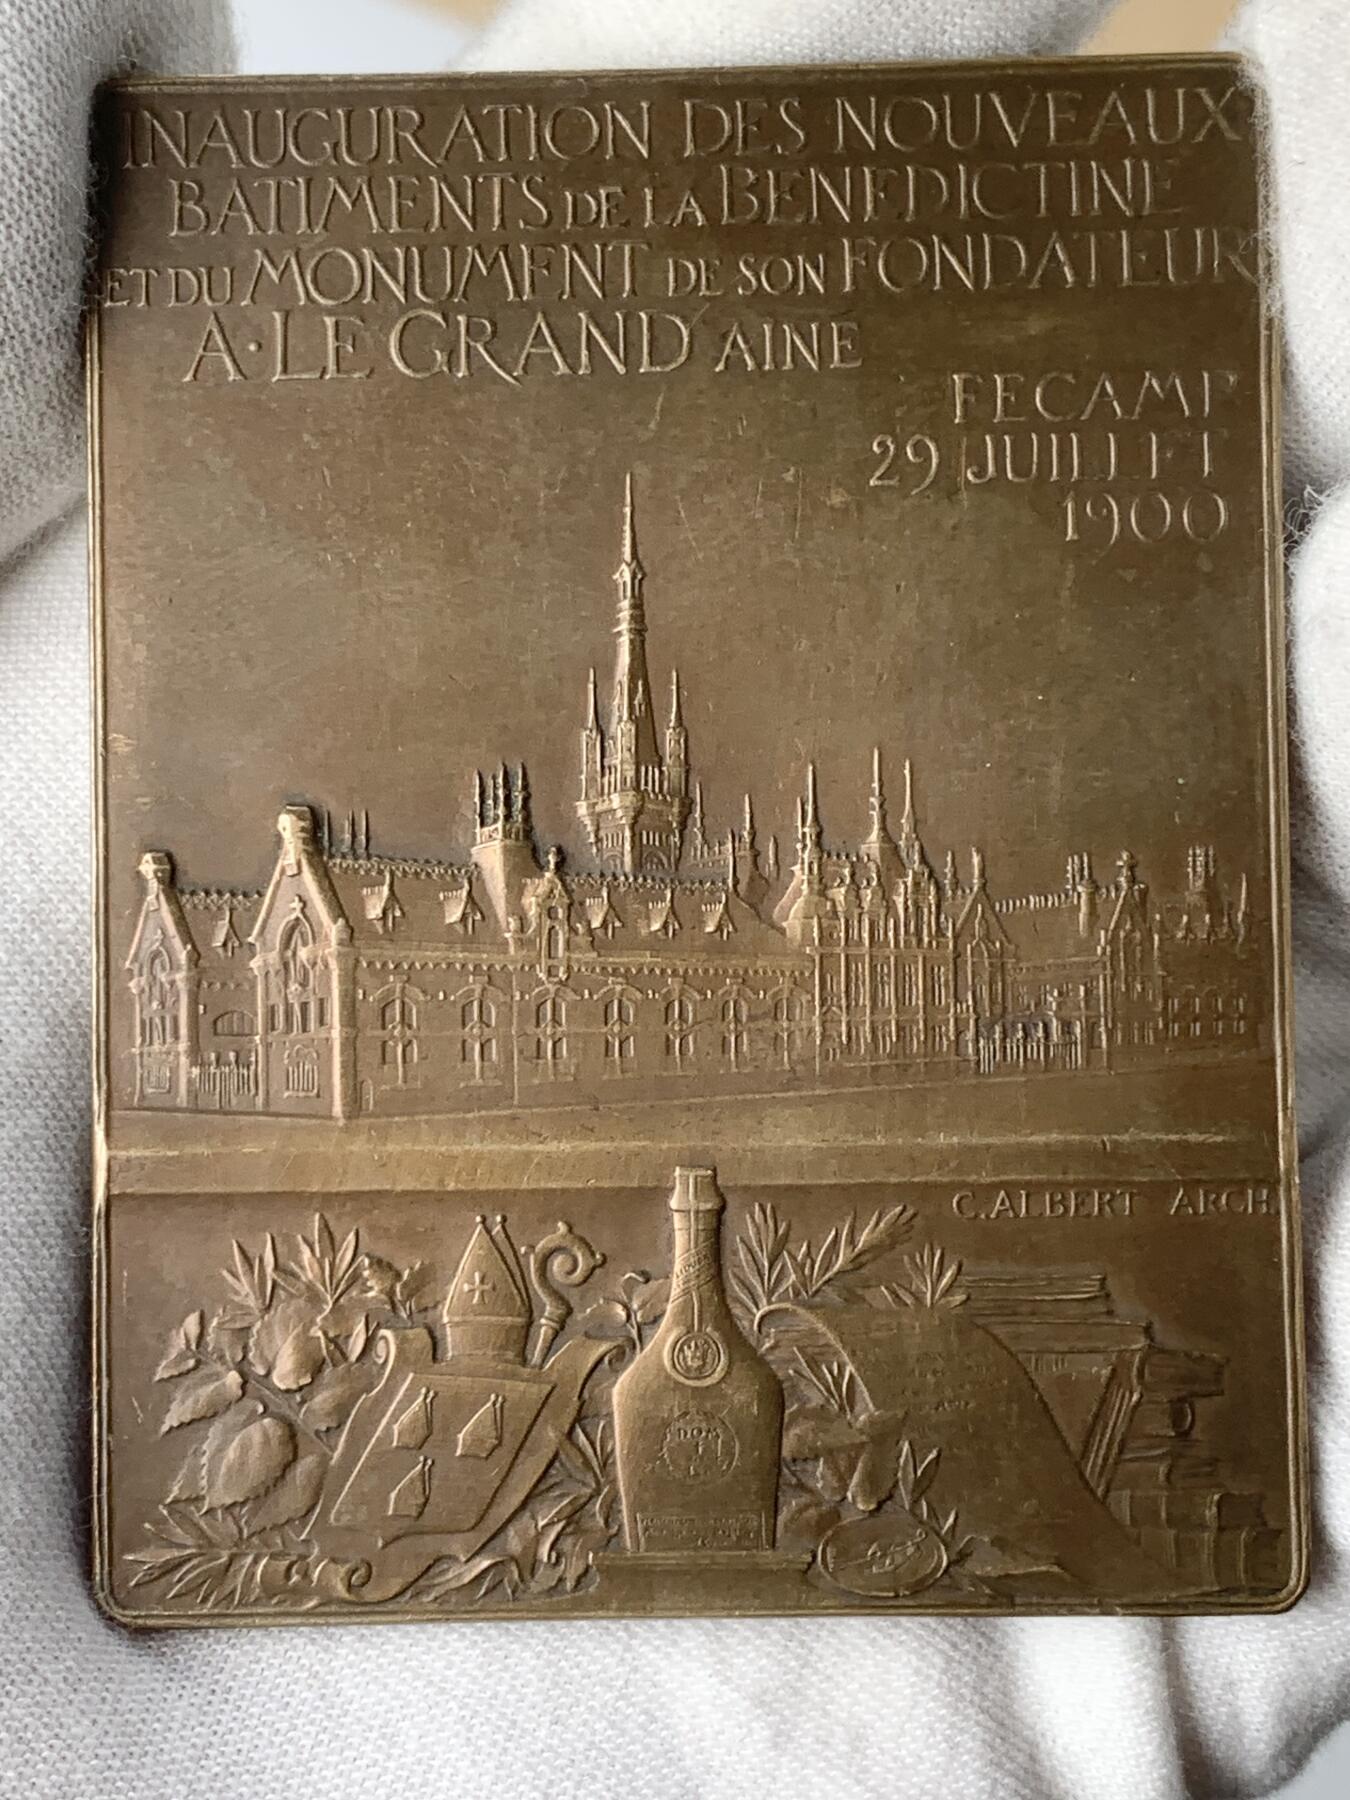 INAUGURATION DES NOUVEAUX
BATIMENTS DE LA BENEDICTINE
ET DU MONUMENT DE SON FONDATEUR
A · LE GRAND AINE
FECAMP
29 JUILLET
1900
C. ALBERT ARCH.
DOM